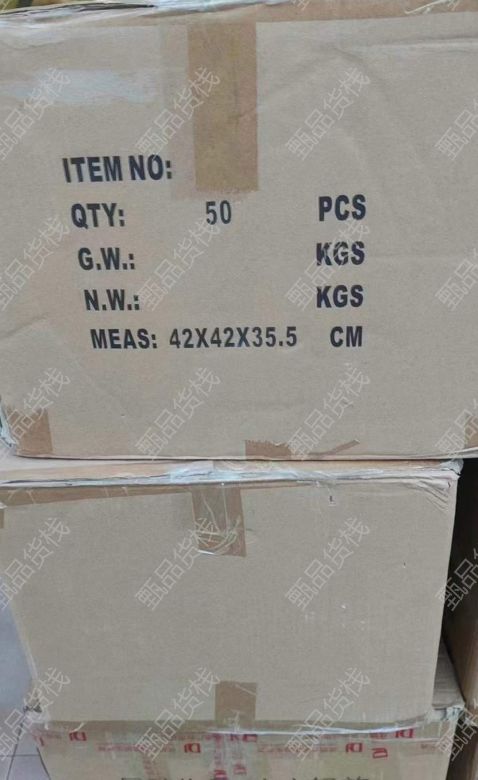 ITEM NO:
QTY: 50 PCS
G.W.: KGS
N.W.: KGS
MEAS: 42X42X35.5 CM
甄品货栈